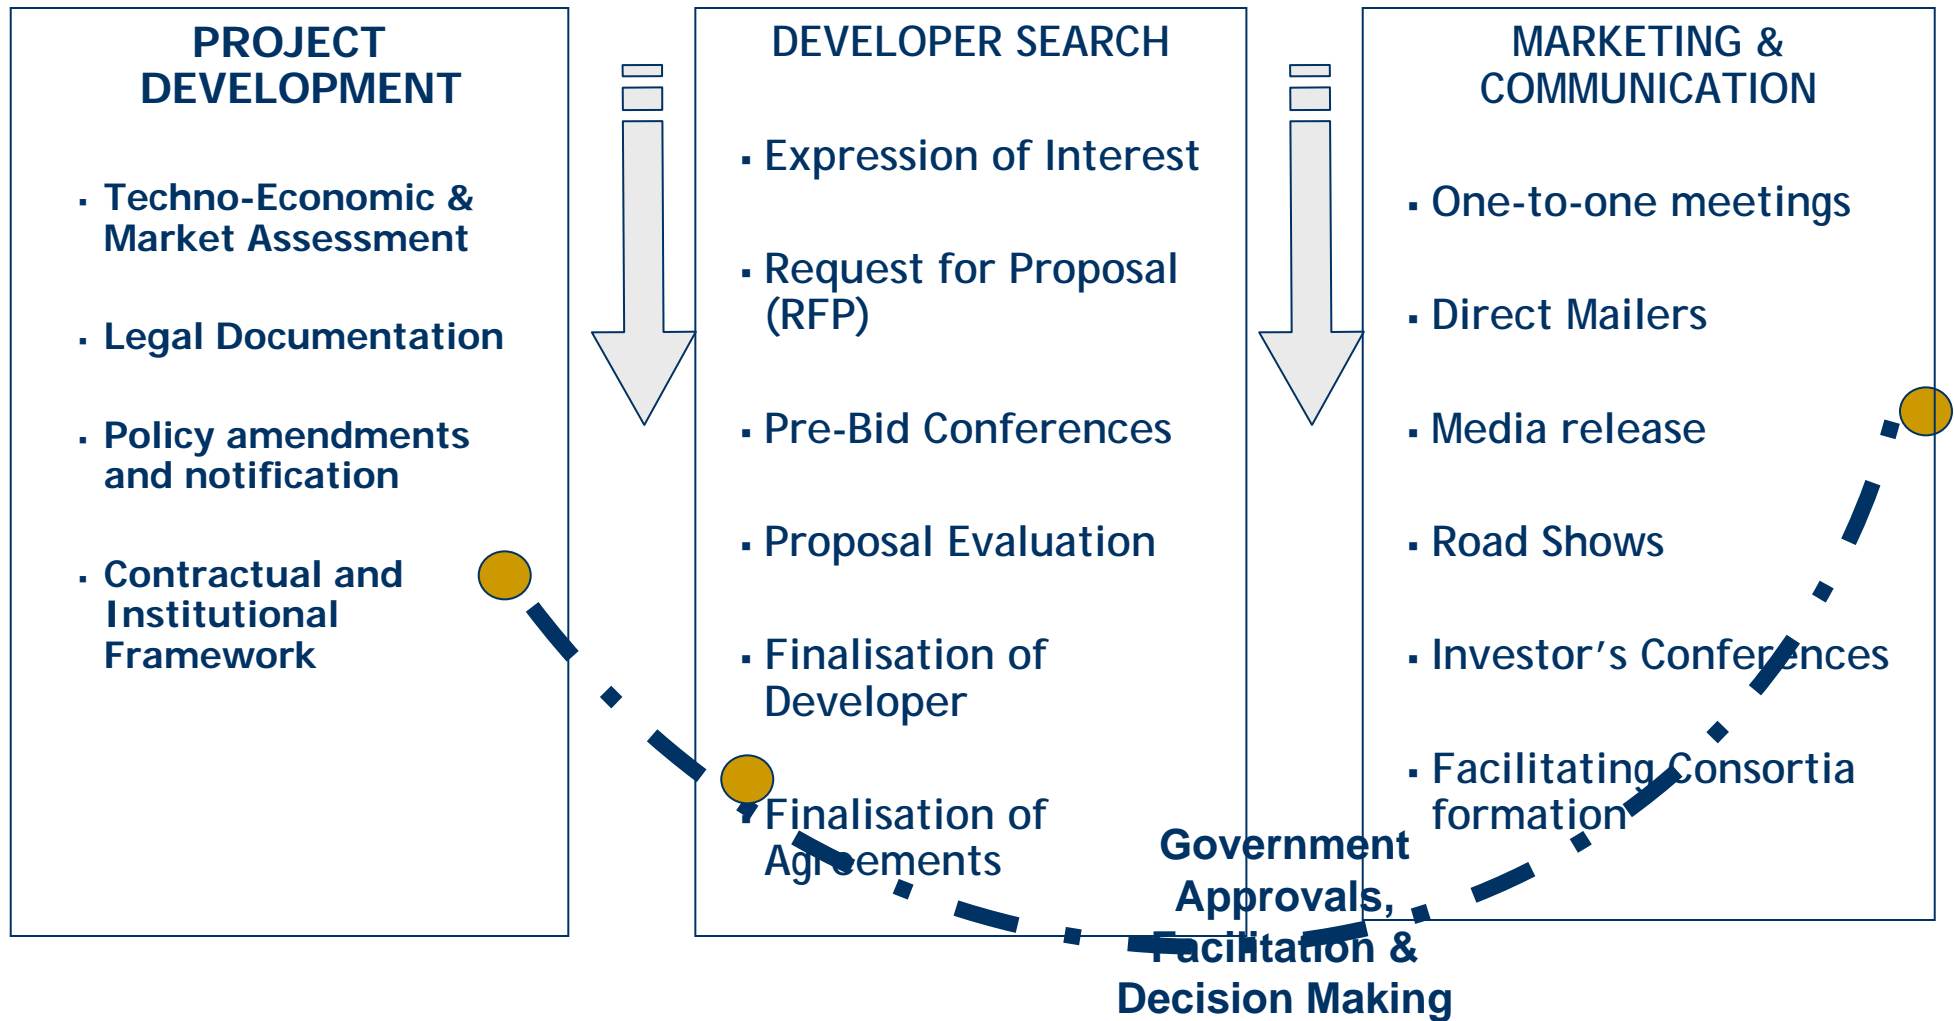 PROJECT
DEVELOPMENT
▪ Techno-Economic &
Market Assessment
▪ Legal Documentation
▪ Policy amendments
and notification
▪ Contractual and
Institutional
Framework
DEVELOPER SEARCH
▪ Expression of Interest
▪ Request for Proposal
(RFP)
▪ Pre-Bid Conferences
▪ Proposal Evaluation
▪ Finalisation of
Developer
▪ Finalisation of
Agreements
MARKETING &
COMMUNICATION
▪ One-to-one meetings
▪ Direct Mailers
▪ Media release
▪ Road Shows
▪ Investor’s Conferences
▪ Facilitating Consortia
formation
Government
Approvals,
Facilitation &
Decision Making